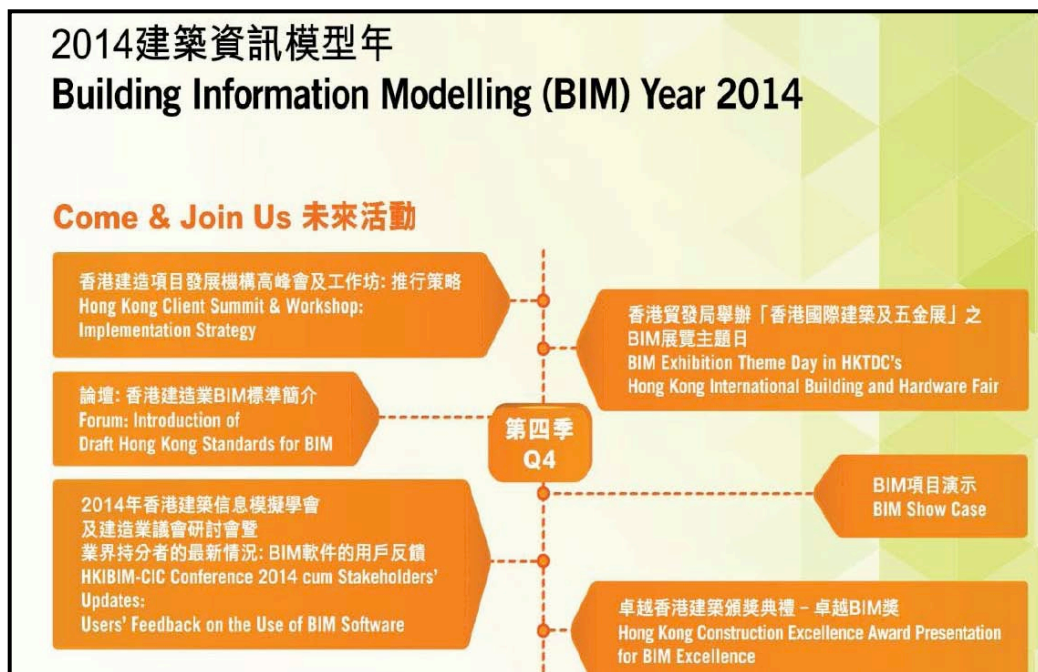 2014建築資訊模型年
Building Information Modelling (BIM) Year 2014
Come & Join Us 未來活動
香港建造項目發展機構高峰會及工作坊: 推行策略
Hong Kong Client Summit & Workshop:
Implementation Strategy
香港貿發局舉辦「香港國際建築及五金展」之
BIM展覽主題日
BIM Exhibition Theme Day in HKTDC's
Hong Kong International Building and Hardware Fair
論壇: 香港建造業BIM標準簡介
Forum: Introduction of
Draft Hong Kong Standards for BIM
第四季
Q4
BIM項目演示
BIM Show Case
2014年香港建築信息模擬學會
及建造業議會研討會暨
業界持分者的最新情況: BIM軟件的用戶反饋
HKIBIM-CIC Conference 2014 cum Stakeholders'
Updates:
Users' Feedback on the Use of BIM Software
卓越香港建築頒獎典禮 – 卓越BIM獎
Hong Kong Construction Excellence Award Presentation
for BIM Excellence